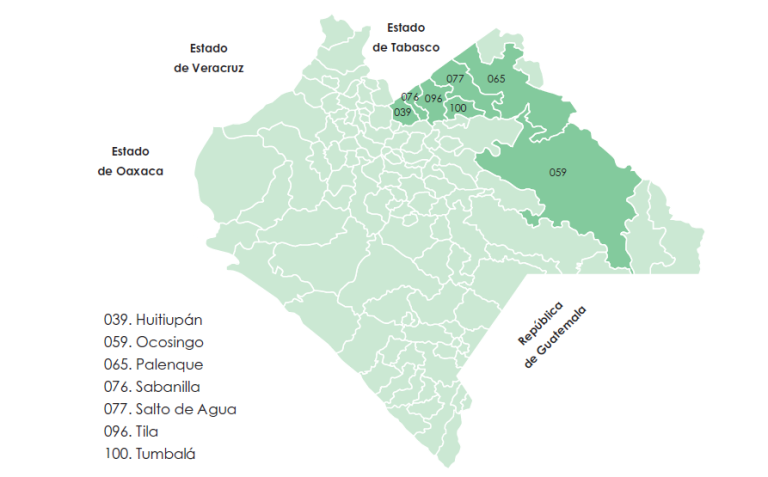 Estado
de Tabasco
Estado
de Veracruz
Estado
de Oaxaca
077
065
076
096
100
039
059
República
de Guatemala
039. Huitiupán
059. Ocosingo
065. Palenque
076. Sabanilla
077. Salto de Agua
096. Tila
100. Tumbalá